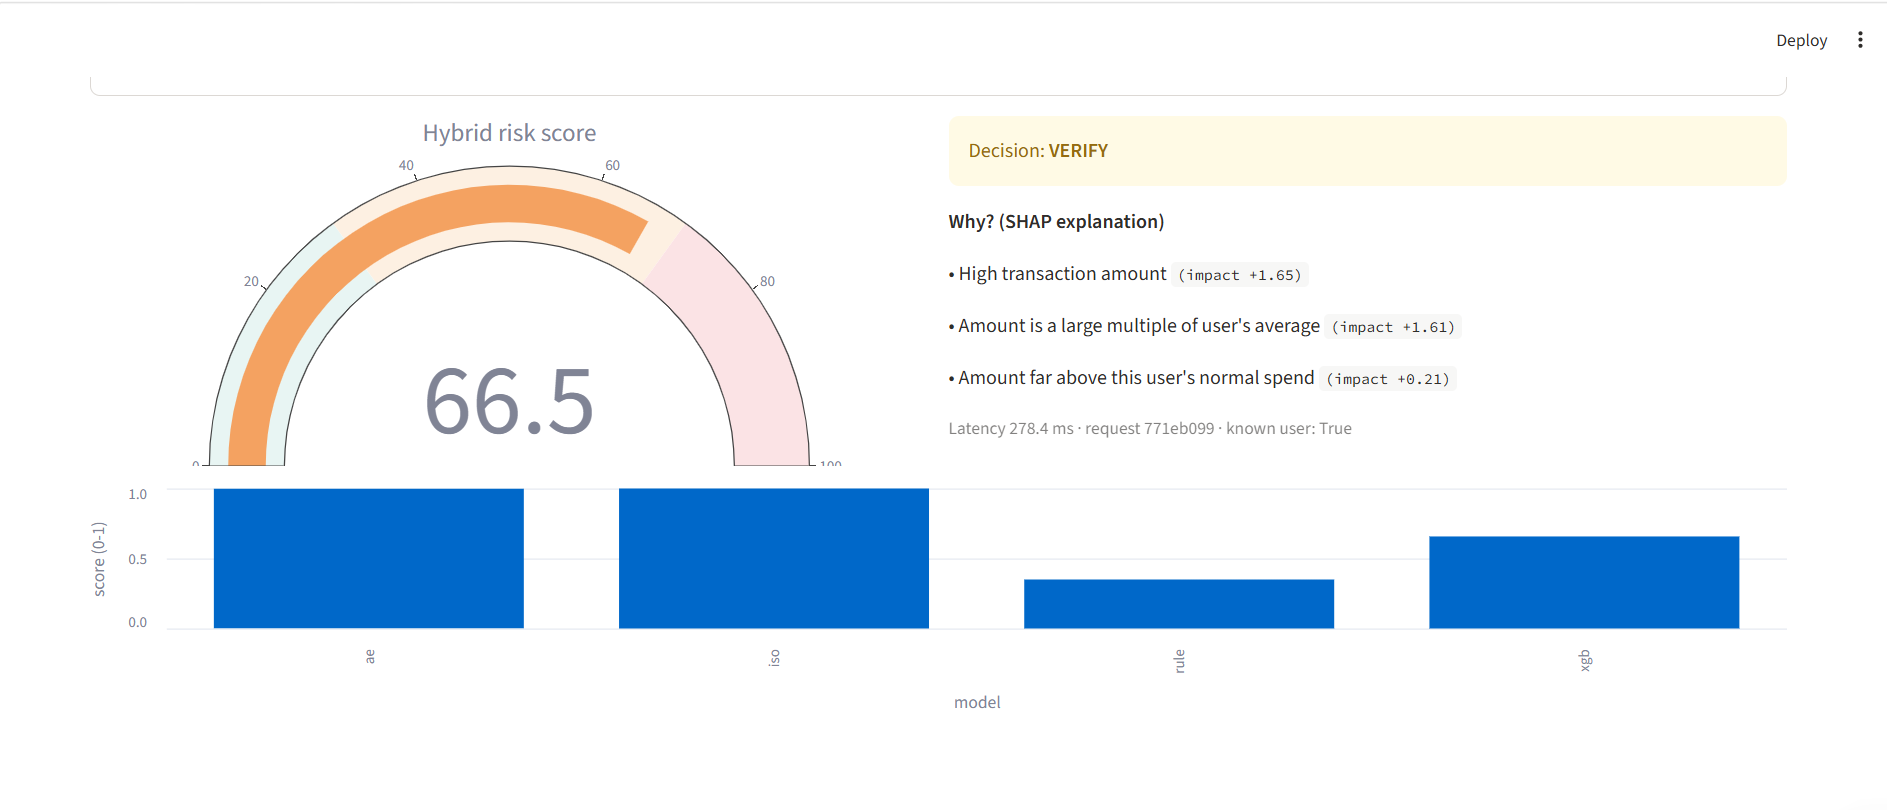 Deploy
Hybrid risk score
0
20
40
60
80
100
66.5
Decision: VERIFY
Why? (SHAP explanation)
• High transaction amount (impact +1.65)
• Amount is a large multiple of user's average (impact +1.61)
• Amount far above this user's normal spend (impact +0.21)
Latency 278.4 ms · request 771eb099 · known user: True
score (0-1)
1.0
0.5
0.0
ae
iso
rule
xgb
model